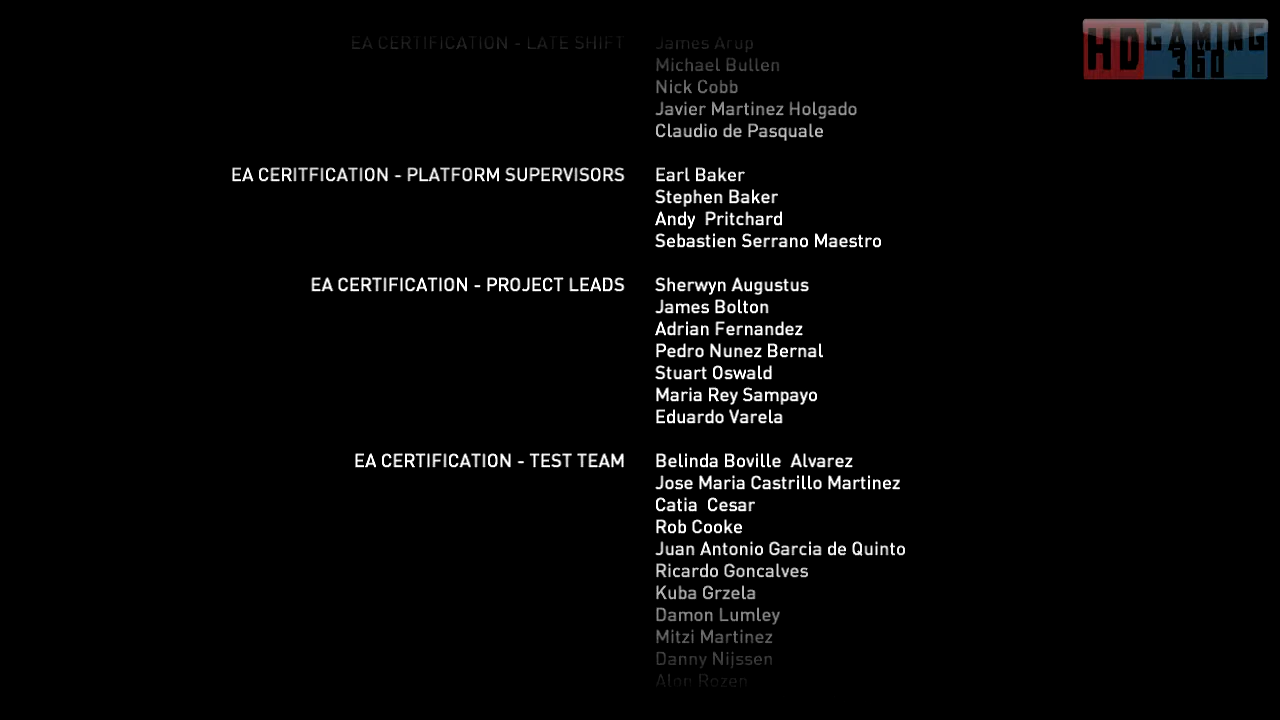 HD GAMING 360
EA CERTIFICATION - LATE SHIFT James Arup
Michael Bullen
Nick Cobb
Javier Martinez Holgado
Claudio de Pasquale
EA CERITFICATION - PLATFORM SUPERVISORS Earl Baker
Stephen Baker
Andy Pritchard
Sebastien Serrano Maestro
EA CERTIFICATION - PROJECT LEADS Sherwyn Augustus
James Bolton
Adrian Fernandez
Pedro Nunez Bernal
Stuart Oswald
Maria Rey Sampayo
Eduardo Varela
EA CERTIFICATION - TEST TEAM Belinda Boville Alvarez
Jose Maria Castrillo Martinez
Catia Cesar
Rob Cooke
Juan Antonio Garcia de Quinto
Ricardo Goncalves
Kuba Grzela
Damon Lumley
Mitzi Martinez
Danny Nijssen
Alon Rozen